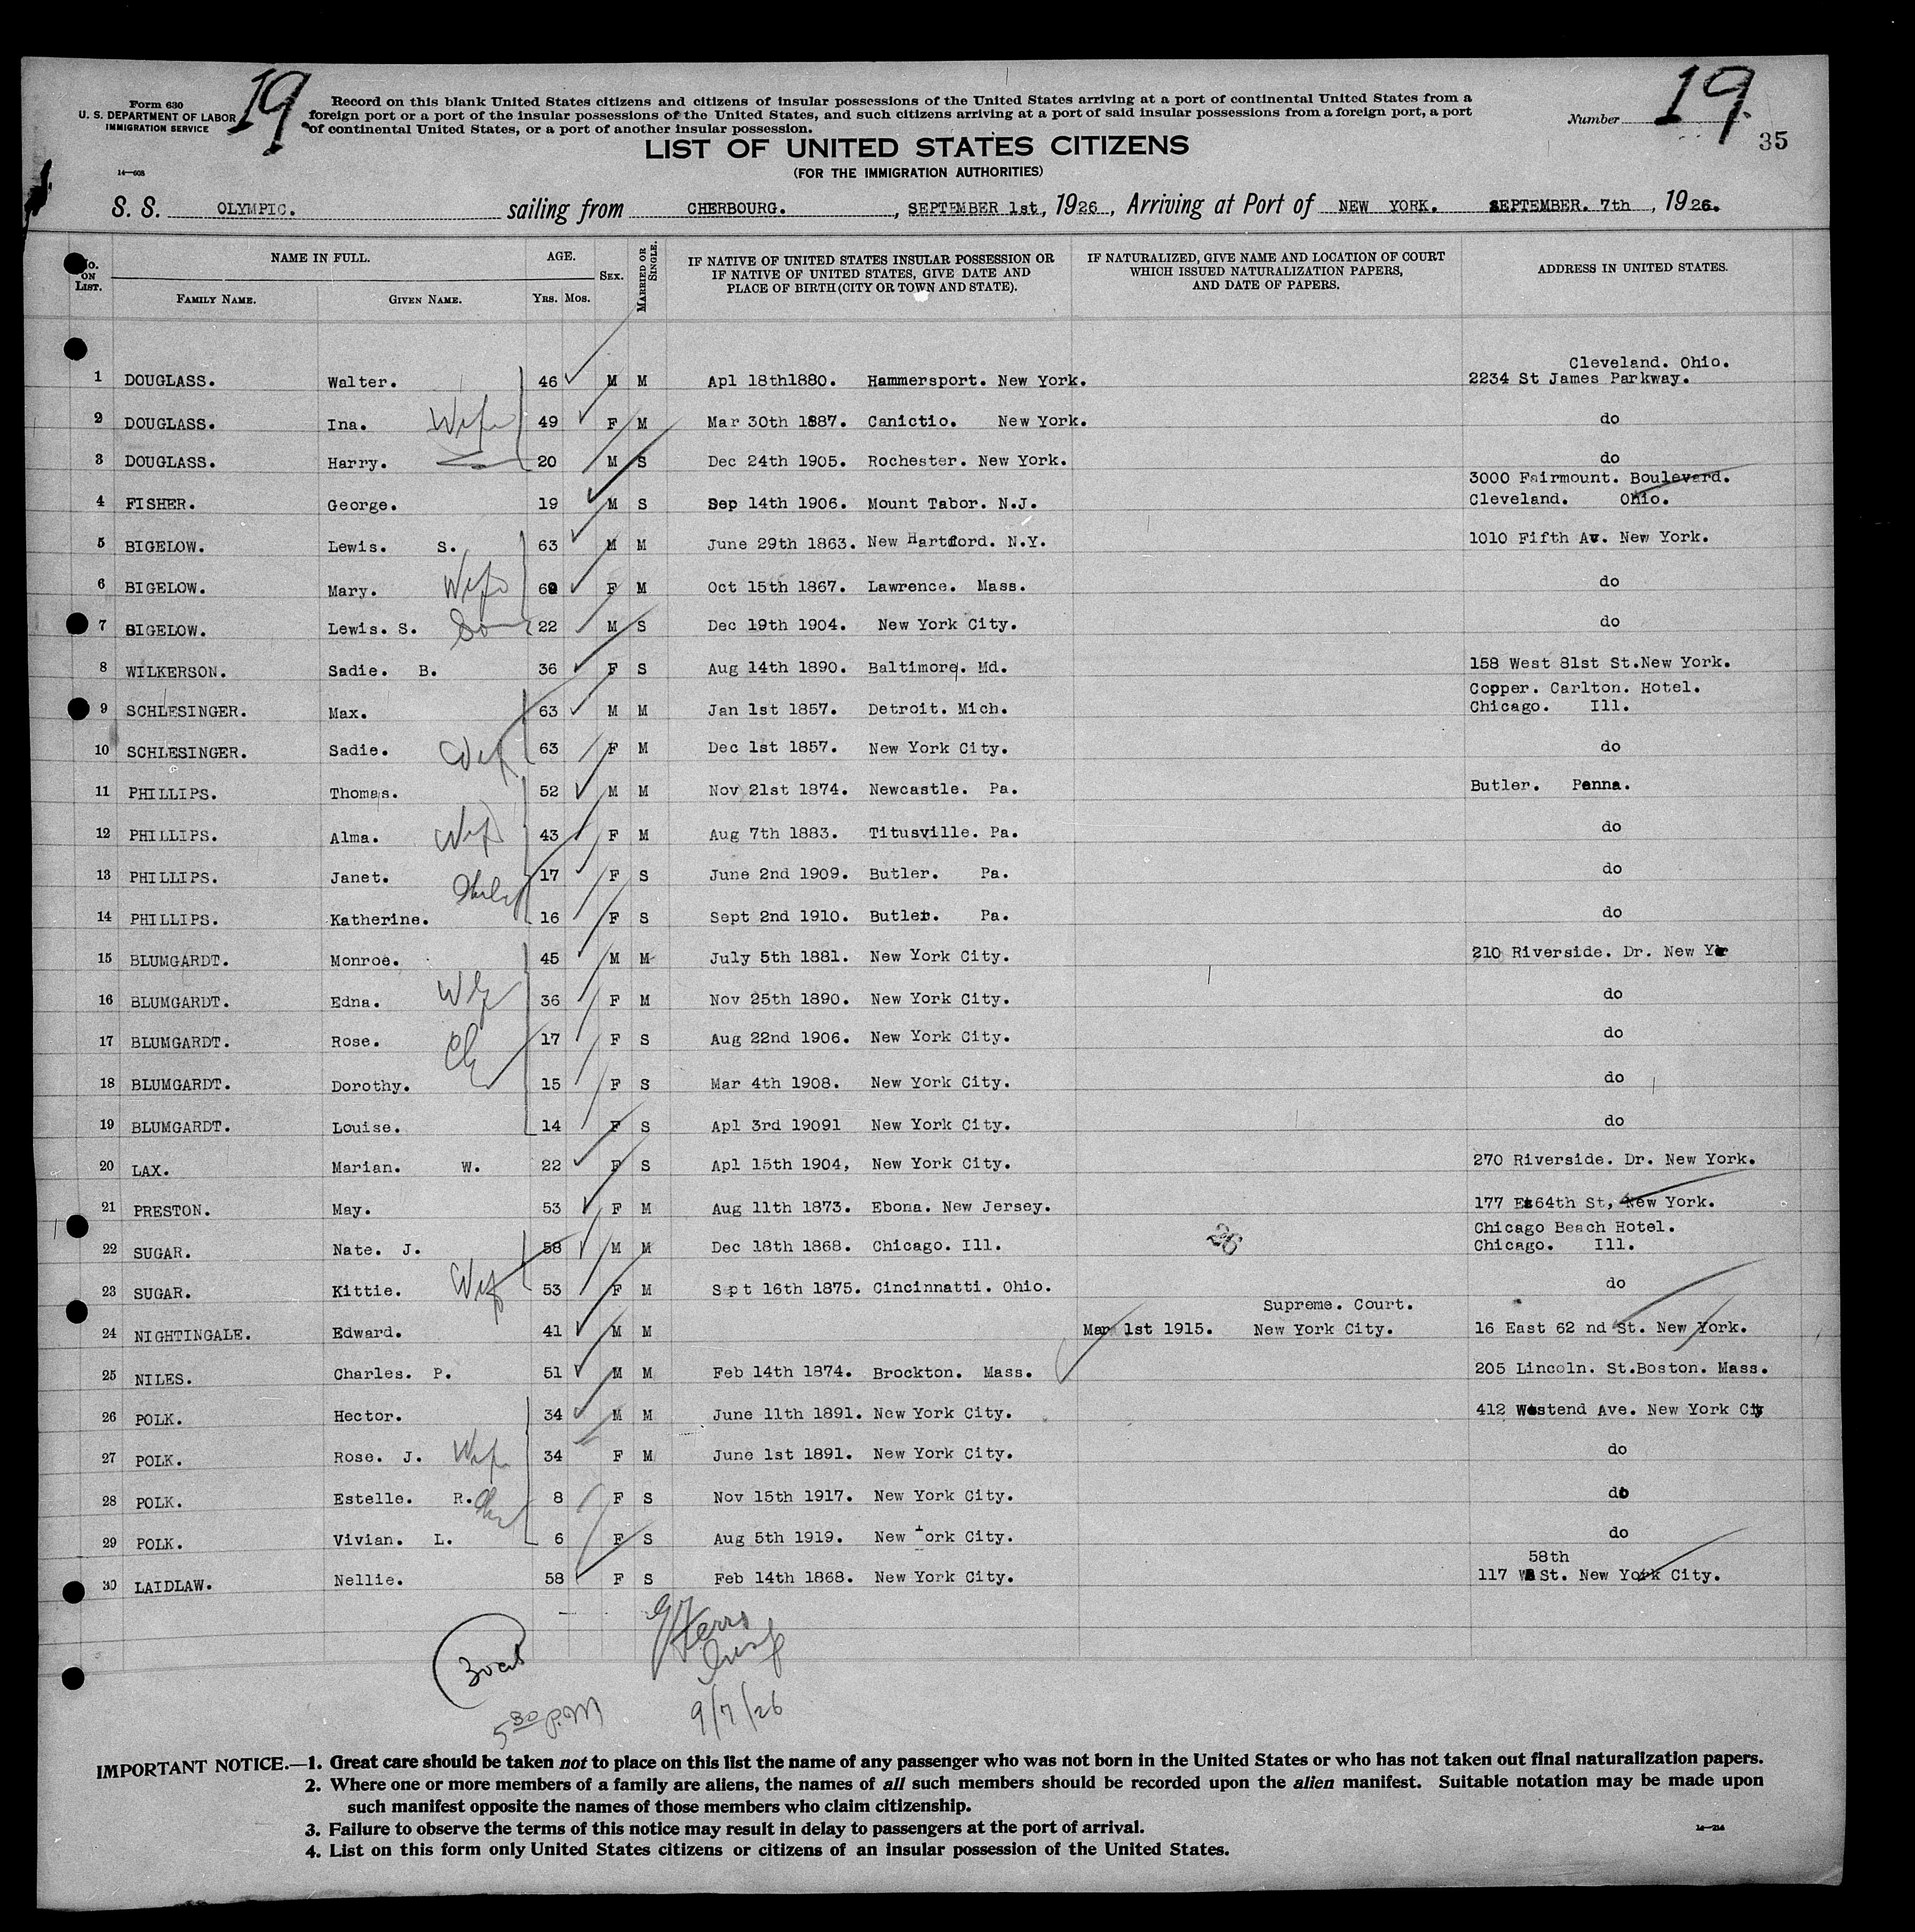 19
Form 630
U. S. DEPARTMENT OF LABOR
IMMIGRATION SERVICE
14—608
Record on this blank United States citizens and citizens of insular possessions of the United States arriving at a port of continental United States from a
foreign port or a port of the insular possessions of the United States, and such citizens arriving at a port of said insular possessions from a foreign port, a port
of continental United States, or a port of another insular possession.
Number 19.
35
LIST OF UNITED STATES CITIZENS
(FOR THE IMMIGRATION AUTHORITIES)
S. S. OLYMPIC. sailing from CHERBOURG. , SEPTEMBER 1st, 1926, Arriving at Port of NEW YORK. SEPTEMBER. 7th, 1926.
No. ON LIST. NAME IN FULL. FAMILY NAME. GIVEN NAME. AGE. YRS. MOS. SEX. MARRIED OR SINGLE. IF NATIVE OF UNITED STATES INSULAR POSSESSION OR IF NATIVE OF UNITED STATES, GIVE DATE AND PLACE OF BIRTH (CITY OR TOWN AND STATE). IF NATURALIZED, GIVE NAME AND LOCATION OF COURT WHICH ISSUED NATURALIZATION PAPERS, AND DATE OF PAPERS. ADDRESS IN UNITED STATES.
Cleveland. Ohio.
1 DOUGLASS. Walter. 46 M M Apl 18th1880. Hammersport. New York. 2234 St James Parkway.
2 DOUGLASS. Ina. Wife 49 F M Mar 30th 1887. Canictio. New York. do
3 DOUGLASS. Harry. 20 M S Dec 24th 1905. Rochester. New York. do
3000 Fairmount. Boulevard.
4 FISHER. George. 19 M S Sep 14th 1906. Mount Tabor. N.J. Cleveland. Ohio.
5 BIGELOW. Lewis. S. 63 M M June 29th 1863. New Hartford. N.Y. 1010 Fifth Av. New York.
6 BIGELOW. Mary. Wife F M Oct 15th 1867. Lawrence. Mass. do
7 BIGELOW. Lewis. S. Son 22 M S Dec 19th 1904. New York City. do
8 WILKERSON. Sadie. B. 36 F S Aug 14th 1890. Baltimore. Md. 158 West 81st St.New York.
Copper. Carlton. Hotel.
9 SCHLESINGER. Max. 63 M M Jan 1st 1857. Detroit. Mich. Chicago. Ill.
10 SCHLESINGER. Sadie. Wife 63 F M Dec 1st 1857. New York City. do
11 PHILLIPS. Thomas. 52 M M Nov 21st 1874. Newcastle. Pa. Butler. Penna.
12 PHILLIPS. Alma. Wife 43 F M Aug 7th 1883. Titusville. Pa. do
13 PHILLIPS. Janet. 17 F S June 2nd 1909. Butler. Pa. do
14 PHILLIPS. Katherine. 16 F S Sept 2nd 1910. Butler. Pa. do
15 BLUMGARDT. Monroe. 45 M M July 5th 1881. New York City. 210 Riverside. Dr. New Yr
16 BLUMGARDT. Edna. Wife 36 F M Nov 25th 1890. New York City. do
17 BLUMGARDT. Rose. Ch 17 F S Aug 22nd 1906. New York City. do
18 BLUMGARDT. Dorothy. 15 F S Mar 4th 1908. New York City. do
19 BLUMGARDT. Louise. 14 F S Apl 3rd 19091 New York City. do
20 LAX. Marian. W. 22 F S Apl 15th 1904, New York City. 270 Riverside. Dr. New York.
21 PRESTON. May. 53 F M Aug 11th 1873. Ebona. New Jersey. 177 Et64th St, New York.
Chicago Beach Hotel.
22 SUGAR. Nate. J. 58 M M Dec 18th 1868. Chicago. Ill. 26 Chicago. Ill.
23 SUGAR. Kittie. Wife 53 F M Sept 16th 1875. Cincinnatti. Ohio. do
Supreme. Court.
24 NIGHTINGALE. Edward. 41 M M Mar 1st 1915. New York City. 16 East 62 nd St. New York.
25 NILES. Charles. P. 51 M M Feb 14th 1874. Brockton. Mass. 205 Lincoln. St.Boston. Mass.
26 POLK. Hector. 34 M M June 11th 1891. New York City. 412 Westend Ave. New York Cty
27 POLK. Rose. J. Wife 34 F M June 1st 1891. New York City. do
28 POLK. Estelle. R. 8 F S Nov 15th 1917. New York City. do
29 POLK. Vivian. L. 6 F S Aug 5th 1919. New York City. do
58th
30 LAIDLAW. Nellie. 58 F S Feb 14th 1868. New York City. 117 W St. New York City.
Insp
9/7/26
5 30 P.M
IMPORTANT NOTICE.—1. Great care should be taken not to place on this list the name of any passenger who was not born in the United States or who has not taken out final naturalization papers.
2. Where one or more members of a family are aliens, the names of all such members should be recorded upon the alien manifest. Suitable notation may be made upon
such manifest opposite the names of those members who claim citizenship.
3. Failure to observe the terms of this notice may result in delay to passengers at the port of arrival.
4. List on this form only United States citizens or citizens of an insular possession of the United States.
14—214